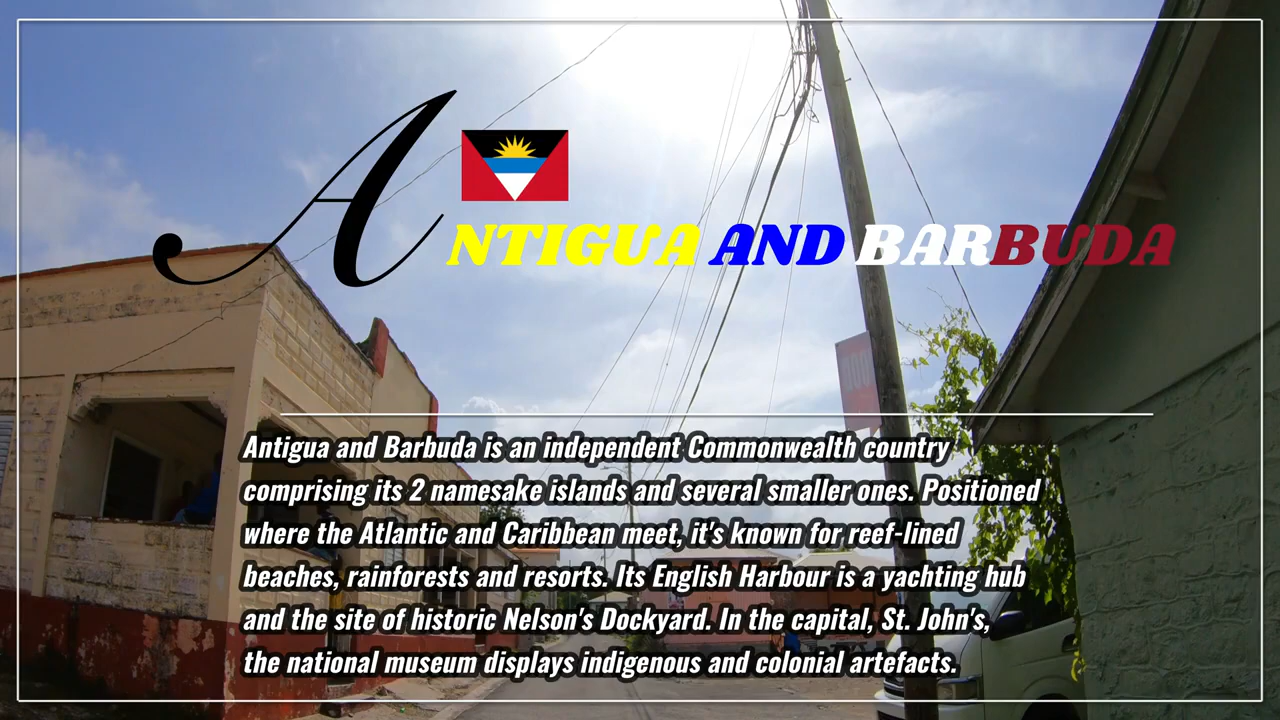 ANTIGUA AND BARBUDA
Antigua and Barbuda is an independent Commonwealth country
comprising its 2 namesake islands and several smaller ones. Positioned
where the Atlantic and Caribbean meet, it's known for reef-lined
beaches, rainforests and resorts. Its English Harbour is a yachting hub
and the site of historic Nelson's Dockyard. In the capital, St. John's,
the national museum displays indigenous and colonial artefacts.